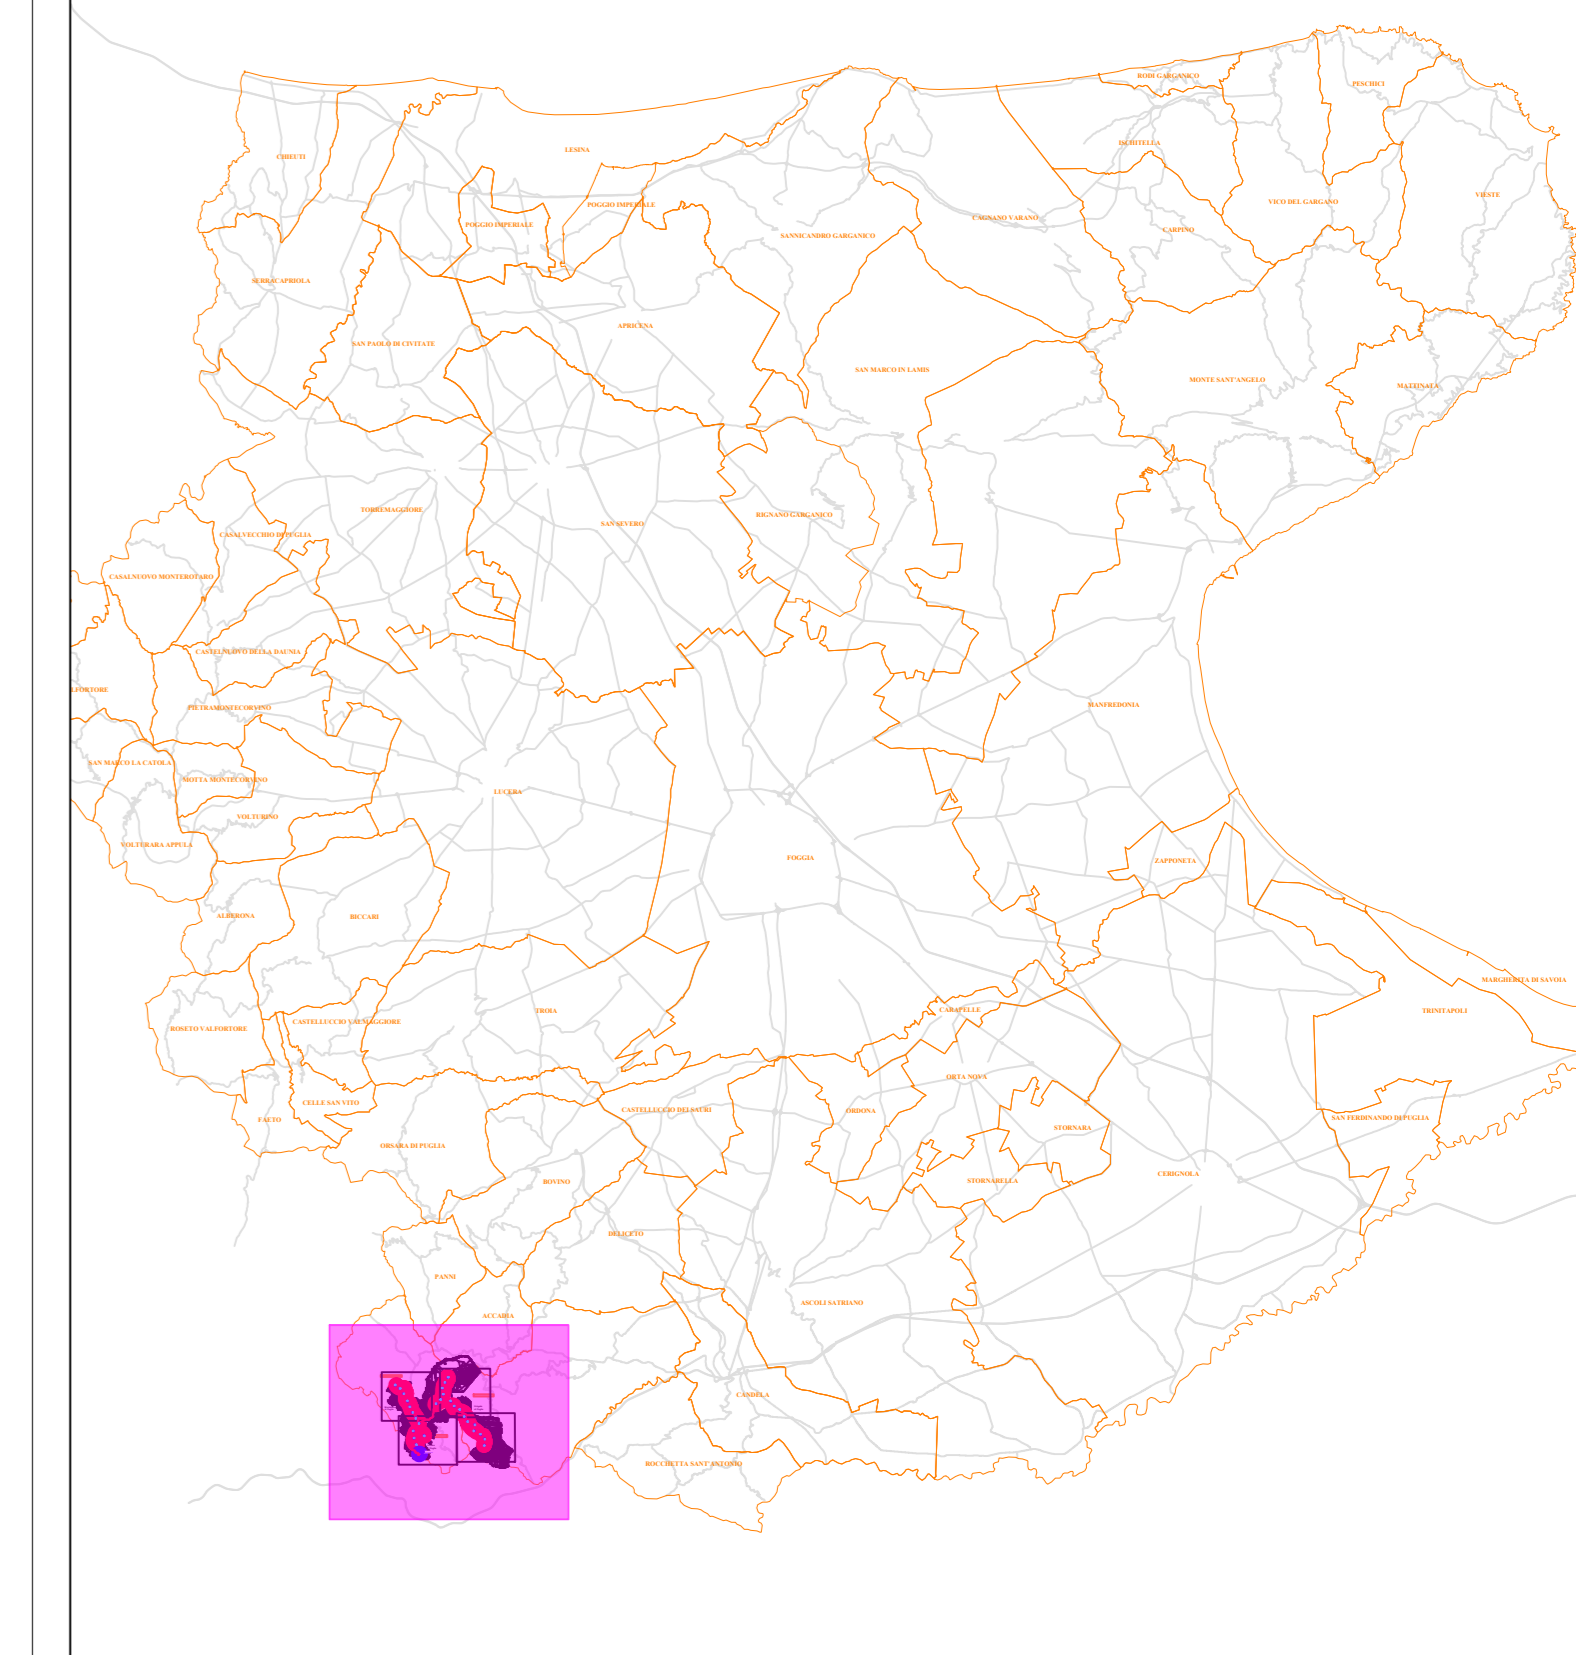 RODI GARGANICO
PESCHICI
CHIEUTI
LESINA
ISCHITELLA
VIESTE
POGGIO IMPERIALE
VICO DEL GARGANO
POGGIO IMPERIALE
CAGNANO VARANO
CARPINO
SANNICANDRO GARGANICO
SERRACAPRIOLA
APRICENA
SAN PAOLO DI CIVITATE
SAN MARCO IN LAMIS
MONTE SANT'ANGELO
MATTINATA
TORREMAGGIORE
RIGNANO GARGANICO
SAN SEVERO
CASALVECCHIO DI PUGLIA
CASALNUOVO MONTEROTARO
CASTELNUOVO DELLA DAUNIA
LFORTORE
PIETRAMONTECORVINO
MANFREDONIA
SAN MARCO LA CATOLA
MOTTA MONTECORVINO
LUCERA
VOLTURINO
VOLTURARA APPULA
FOGGIA
ZAPPONETA
ALBERONA
BICCARI
MARGHERITA DI SAVOIA
CARAPELLE
TROIA
TRINITAPOLI
CASTELLUCCIO VALMAGGIORE
ROSETO VALFORTORE
ORTA NOVA
CELLE SAN VITO
CASTELLUCCIO DEI SAURI
ORDONA
FAETO
SAN FERDINANDO DI PUGLIA
STORNARA
ORSARA DI PUGLIA
CERIGNOLA
BOVINO
STORNARELLA
DELICETO
PANNI
ASCOLI SATRIANO
ACCADIA
CANDELA
ROCCHETTA SANT'ANTONIO